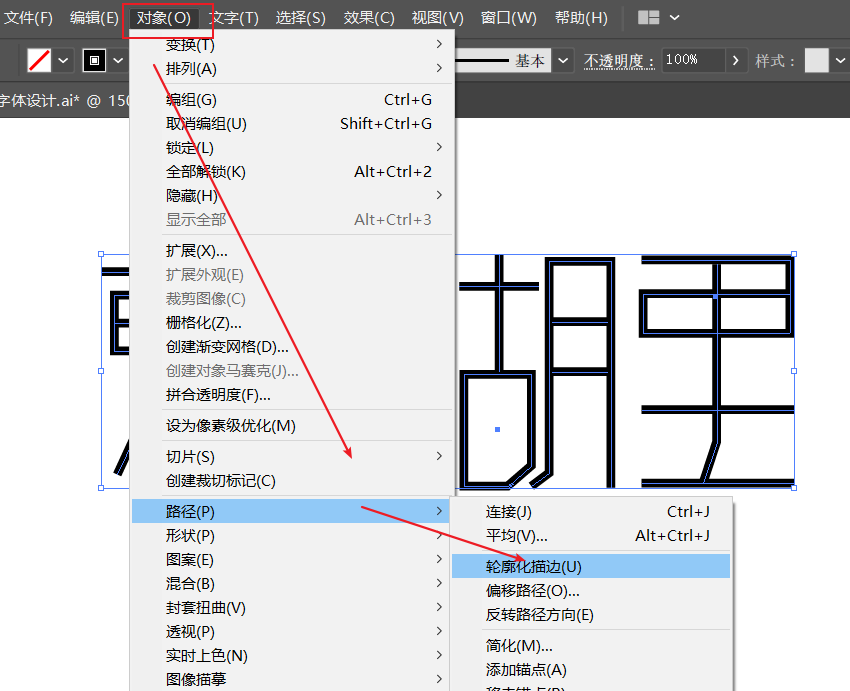 文件(F) 编辑(E) 对象(O) 文字(T) 选择(S) 效果(C) 视图(V) 窗口(W) 帮助(H)
基本 不透明度： 100% 样式：
字体设计.ai* @ 150
变换(T)
排列(A)
编组(G) Ctrl+G
取消编组(U) Shift+Ctrl+G
锁定(L)
全部解锁(K) Alt+Ctrl+2
隐藏(H)
显示全部 Alt+Ctrl+3
扩展(X)...
扩展外观(E)
裁剪图像(C)
栅格化(Z)...
创建渐变网格(D)...
创建对象马赛克(J)...
拼合透明度(F)...
设为像素级优化(M)
切片(S)
创建裁切标记(C)
路径(P)
形状(P)
图案(E)
混合(B)
封套扭曲(V)
透视(P)
实时上色(N)
图像描摹
连接(J) Ctrl+J
平均(V)... Alt+Ctrl+J
轮廓化描边(U)
偏移路径(O)...
反转路径方向(E)
简化(M)...
添加锚点(A)